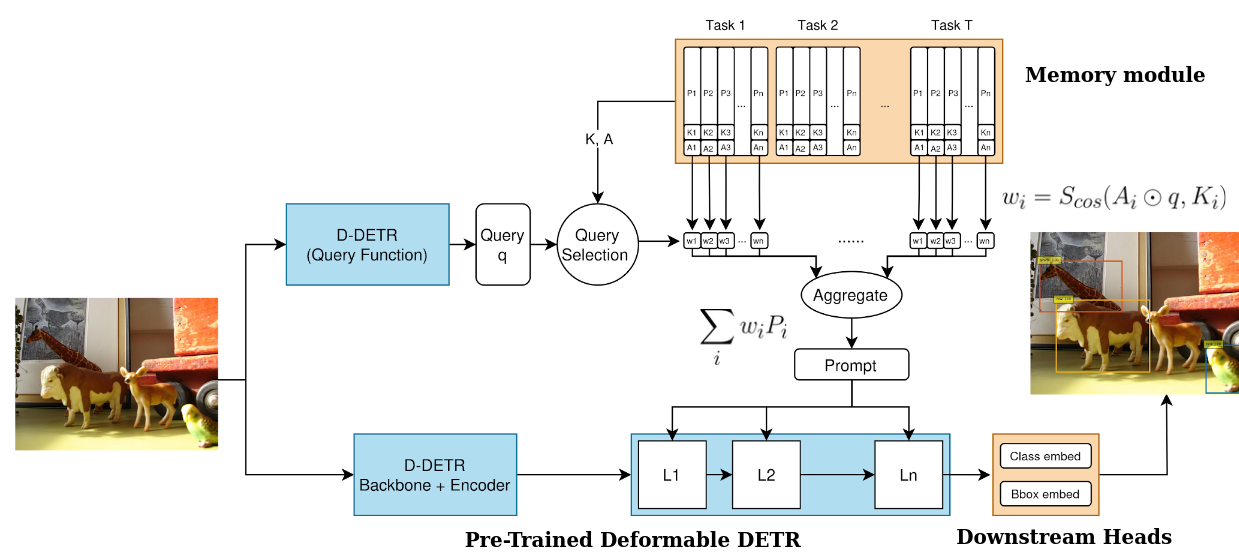 Task 1 Task 2 Task T
Memory module
P1 P2 P3 ... Pn P1 P2 P3 ... Pn ... P1 P2 P3 ... Pn
K1 K2 K3 Kn K1 K2 K3 Kn K1 K2 K3 Kn
A1 A2 A3 An A1 A2 A3 An A1 A2 A3 An
K, A
w_i = S_{cos}(A_i ⊙ q, K_i)
D-DETR
(Query Function)
Query
q
Query
Selection
w1 w2 w3 ... wn ...... w1 w2 w3 ... wn
Aggregate
∑_i w_i P_i
Prompt
D-DETR
Backbone + Encoder
L1 L2 Ln
Class embed
Bbox embed
Pre-Trained Deformable DETR
Downstream Heads